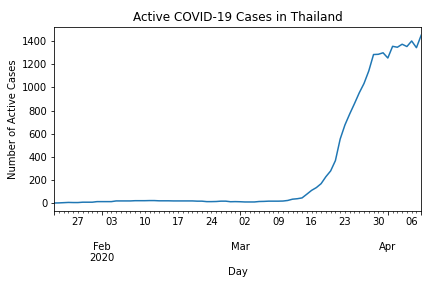 Active COVID-19 Cases in Thailand
1400
1200
1000
800
600
400
200
0
Number of Active Cases
27 03 10 17 24 02 09 16 23 30 06
Feb Mar Apr
2020
Day